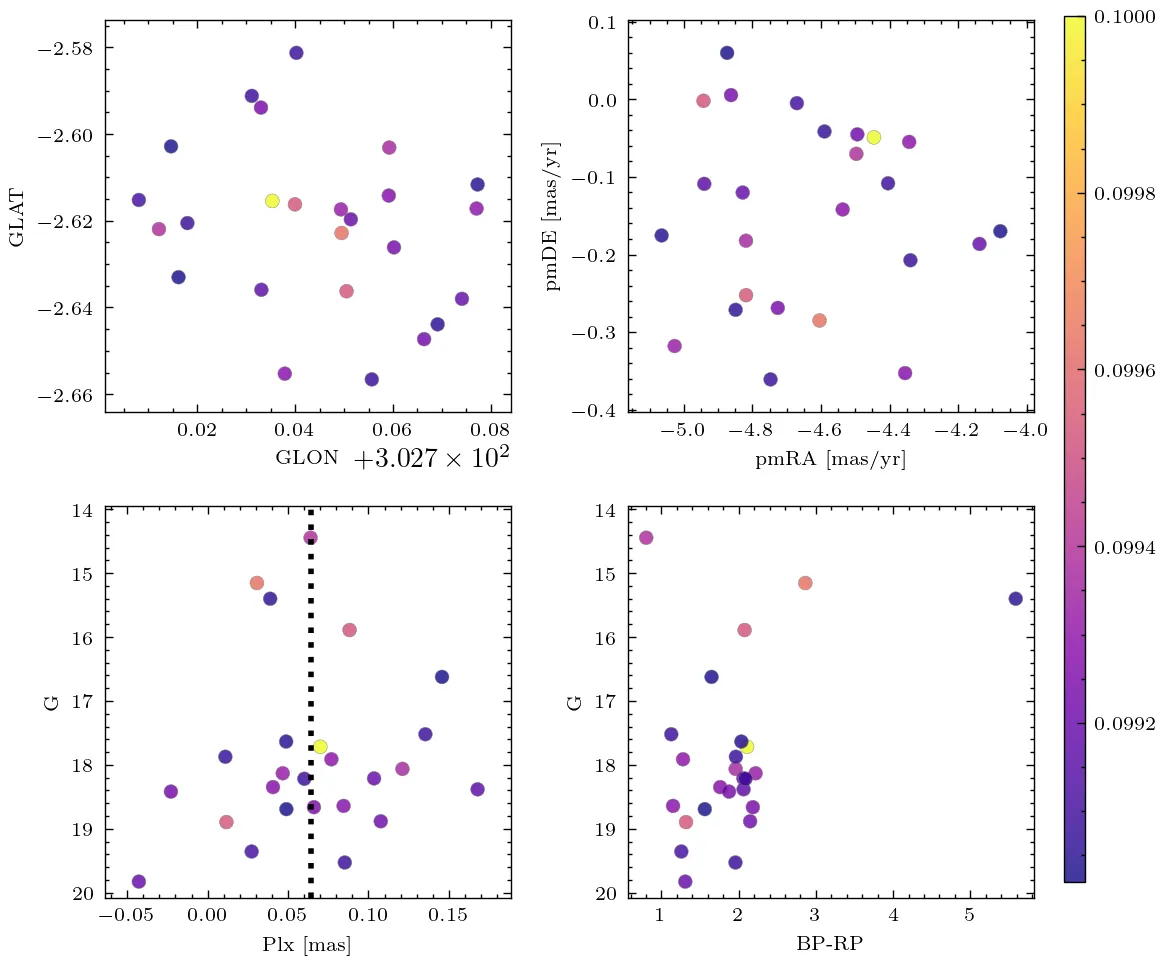 −2.58
−2.60
−2.62
−2.64
−2.66
GLAT
0.02 0.04 0.06 0.08
GLON +3.027 × 10²
0.1
0.0
−0.1
−0.2
−0.3
−0.4
pmDE [mas/yr]
−5.0 −4.8 −4.6 −4.4 −4.2 −4.0
pmRA [mas/yr]
14
15
16
17
18
19
20
G
−0.05 0.00 0.05 0.10 0.15
Plx [mas]
14
15
16
17
18
19
20
G
1 2 3 4 5
BP-RP
0.1000
0.0998
0.0996
0.0994
0.0992